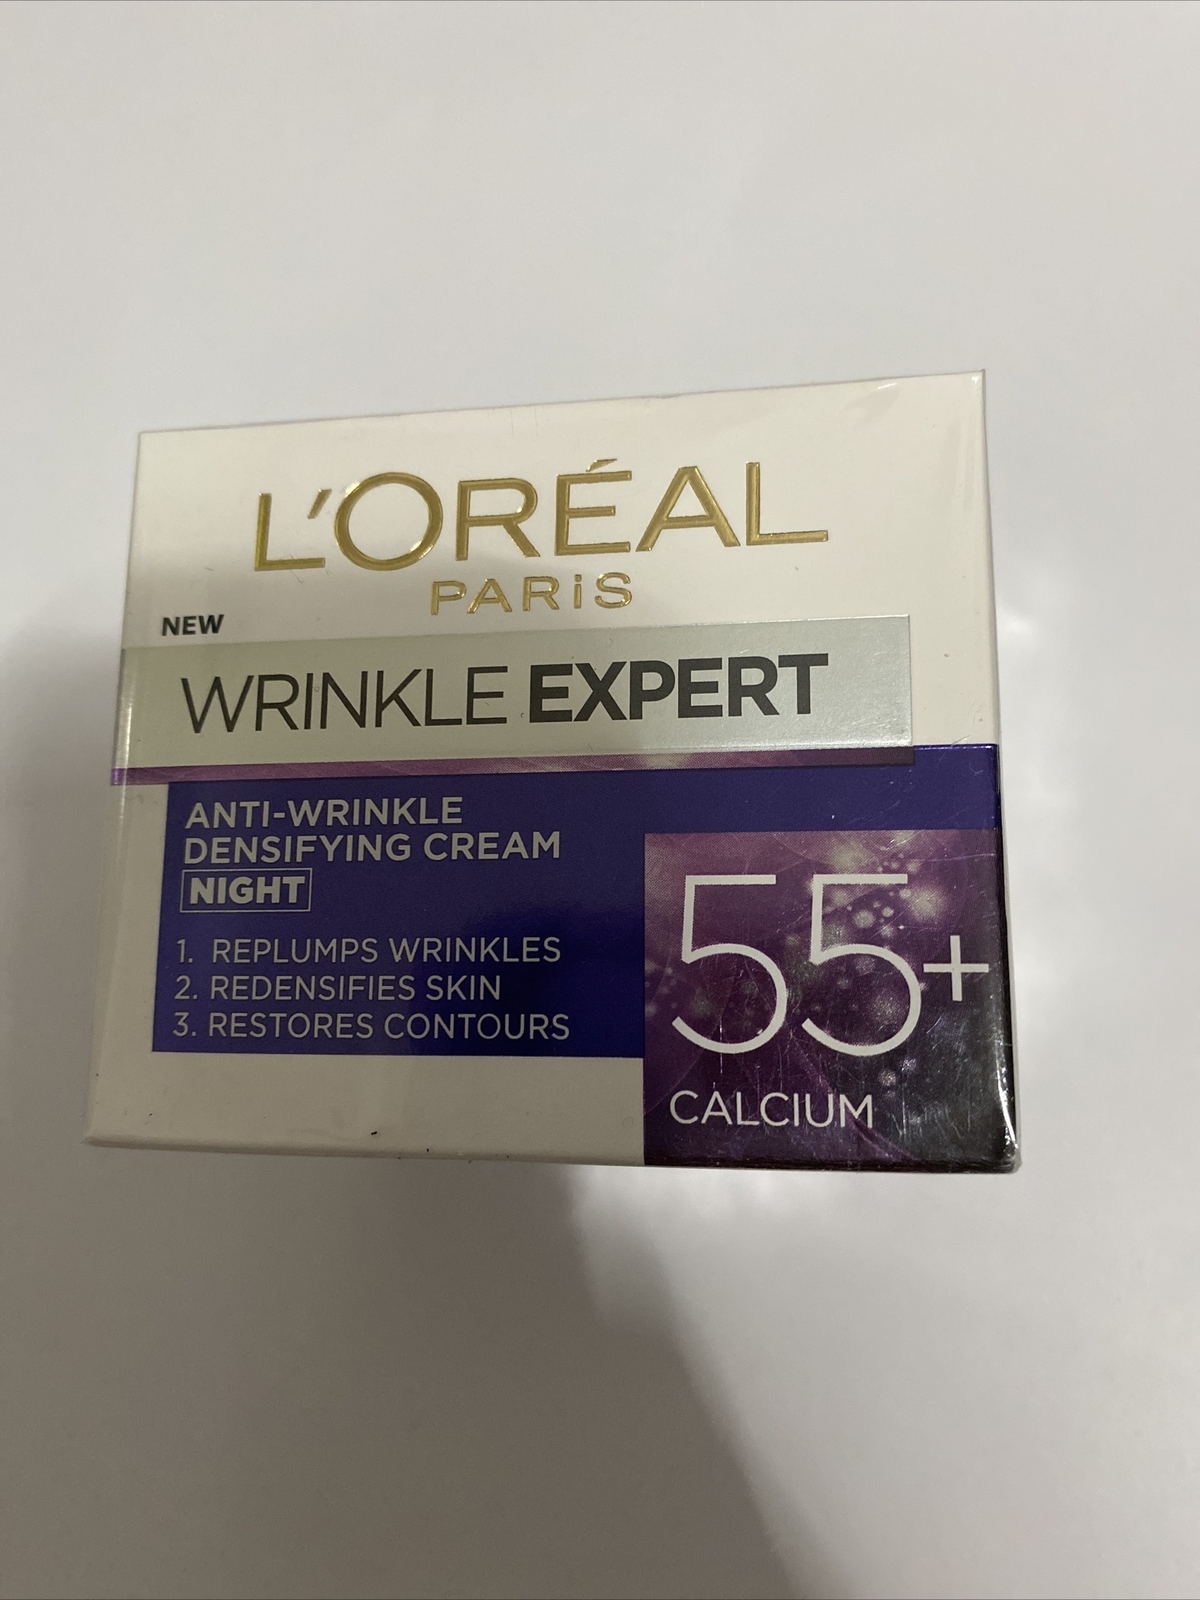 L'ORÉAL
PARiS
NEW
WRINKLE EXPERT
ANTI-WRINKLE
DENSIFYING CREAM
NIGHT
1. REPLUMPS WRINKLES
2. REDENSIFIES SKIN
3. RESTORES CONTOURS
55+
CALCIUM